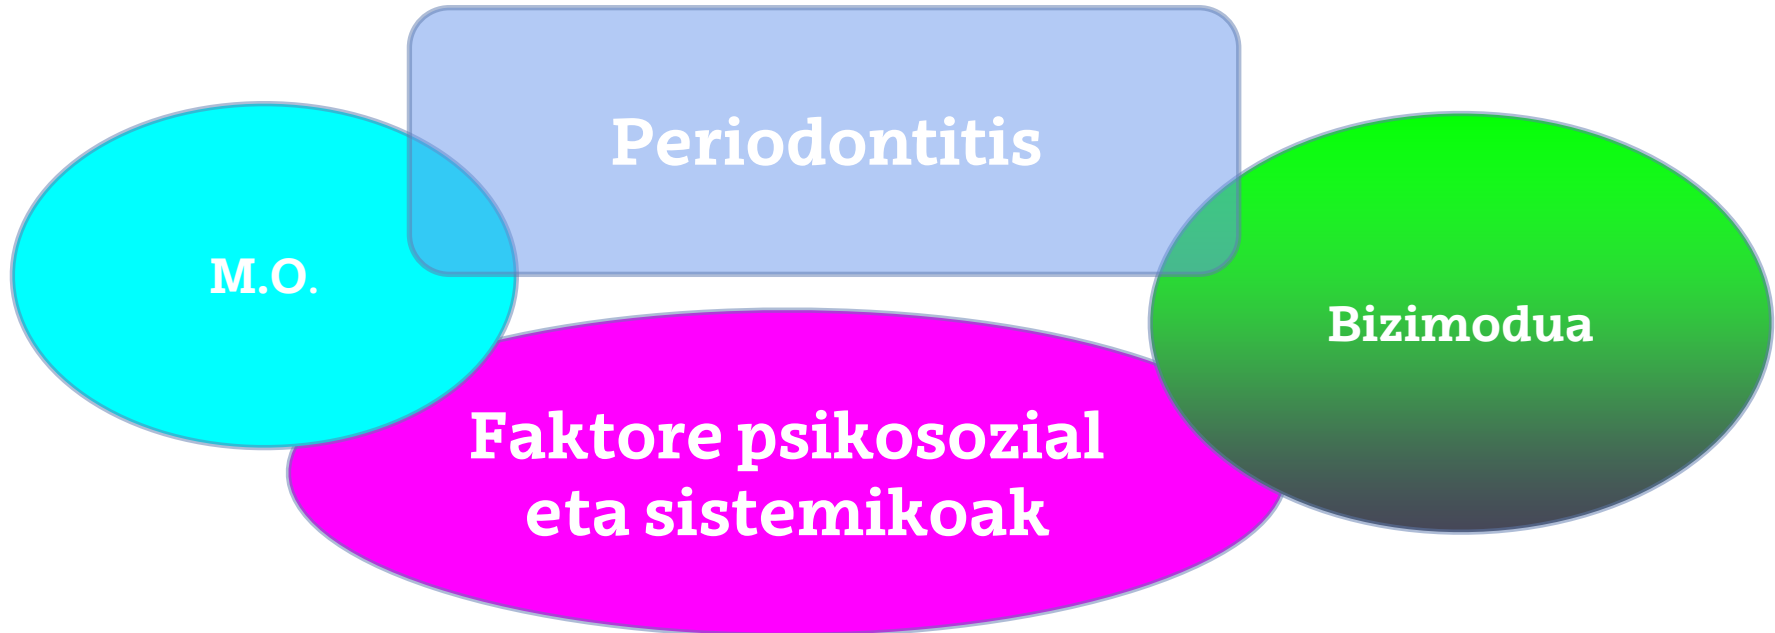 Periodontitis
M.O.
Bizimodua
Faktore psikosozial
eta sistemikoak